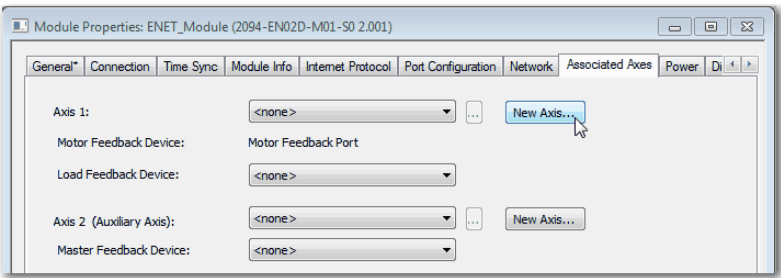 Module Properties: ENET_Module (2094-EN02D-M01-S0 2.001)
General* Connection Time Sync Module Info Internet Protocol Port Configuration Network Associated Axes Power Di
Axis 1: <none> ... New Axis...
Motor Feedback Device: Motor Feedback Port
Load Feedback Device: <none>
Axis 2 (Auxiliary Axis): <none> ... New Axis...
Master Feedback Device: <none>